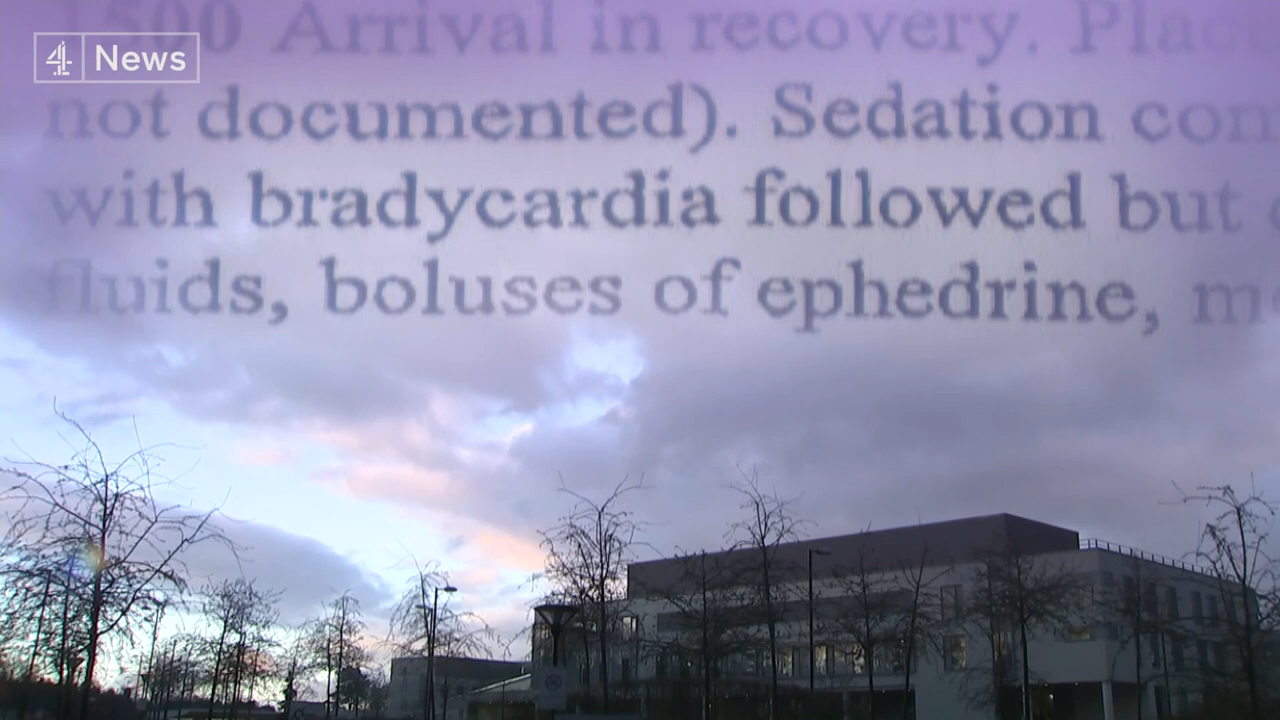 4 News
1500 Arrival in recovery.
not documented). Sedation
with bradycardia followed but
fluids, boluses of ephedrine,